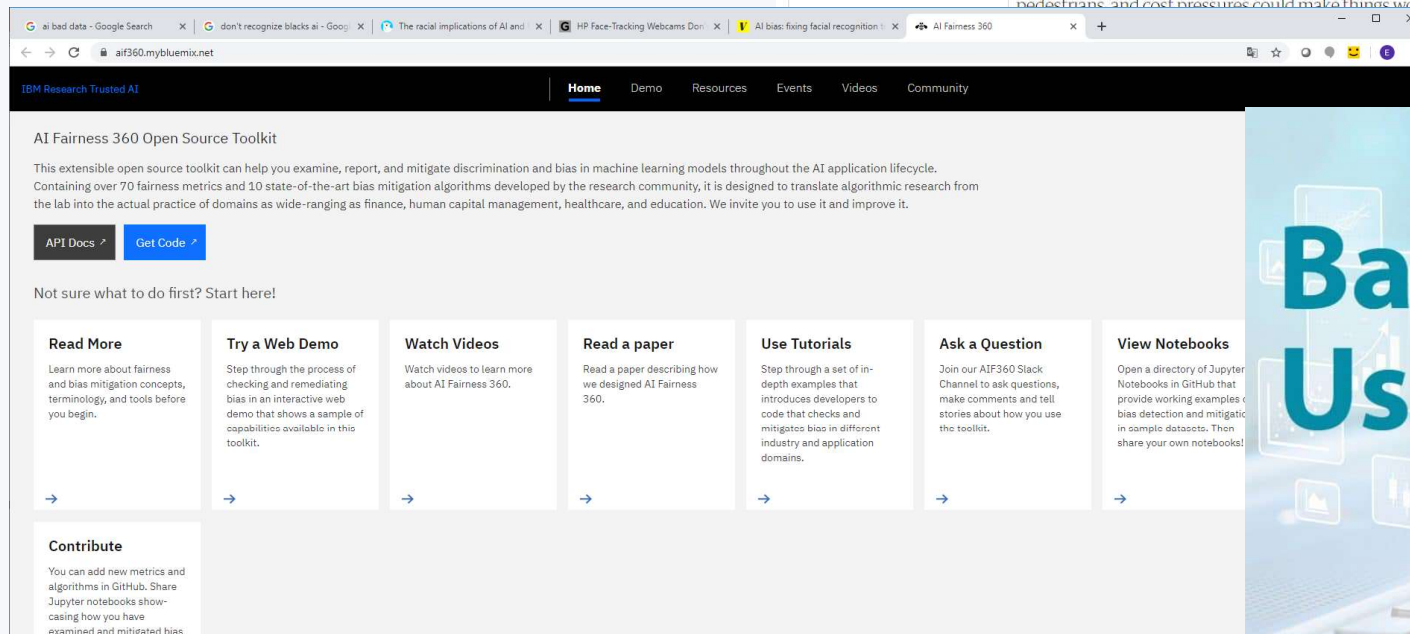 pedestrians, and cost pressures could make things wo
ai bad data - Google Search
don't recognize blacks ai - Goog
The racial implications of AI and
HP Face-Tracking Webcams Don'
AI bias: fixing facial recognition
AI Fairness 360
aif360.mybluemix.net
E
IBM Research Trusted AI
Home Demo Resources Events Videos Community
AI Fairness 360 Open Source Toolkit
This extensible open source toolkit can help you examine, report, and mitigate discrimination and bias in machine learning models throughout the AI application lifecycle.
Containing over 70 fairness metrics and 10 state-of-the-art bias mitigation algorithms developed by the research community, it is designed to translate algorithmic research from
the lab into the actual practice of domains as wide-ranging as finance, human capital management, healthcare, and education. We invite you to use it and improve it.
API Docs ↗ Get Code ↗
Not sure what to do first? Start here!
Read More
Learn more about fairness
and bias mitigation concepts,
terminology, and tools before
you begin.
Try a Web Demo
Step through the process of
checking and remediating
bias in an interactive web
demo that shows a sample of
capabilities available in this
toolkit.
Watch Videos
Watch videos to learn more
about AI Fairness 360.
Read a paper
Read a paper describing how
we designed AI Fairness
360.
Use Tutorials
Step through a set of in-
depth examples that
introduces developers to
code that checks and
mitigates bias in different
industry and application
domains.
Ask a Question
Join our AIF360 Slack
Channel to ask questions,
make comments and tell
stories about how you use
the toolkit.
View Notebooks
Open a directory of Jupyter
Notebooks in GitHub that
provide working examples
bias detection and mitigatio
in sample datasets. Then
share your own notebooks!
Contribute
You can add new metrics and
algorithms in GitHub. Share
Jupyter notebooks show-
casing how you have
examined and mitigated bias
Ba
Us